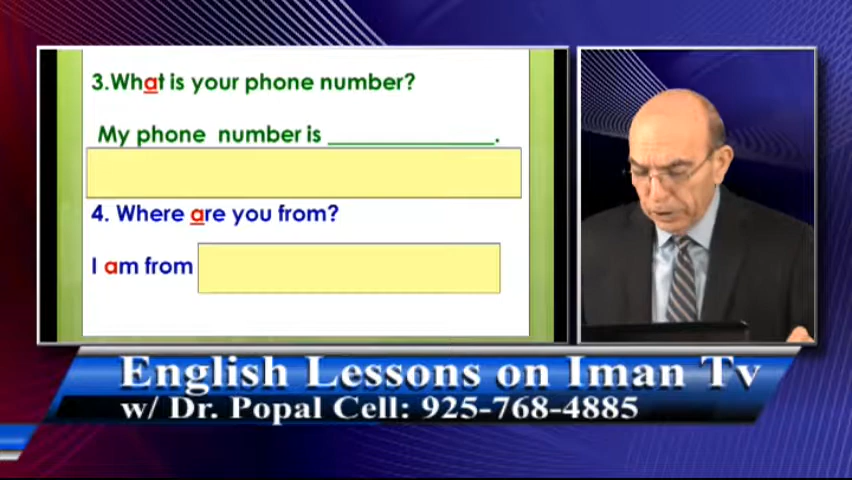 3.What is your phone number?
My phone number is ______________.
4. Where are you from?
I am from
English Lessons on Iman Tv
w/ Dr. Popal Cell: 925-768-4885